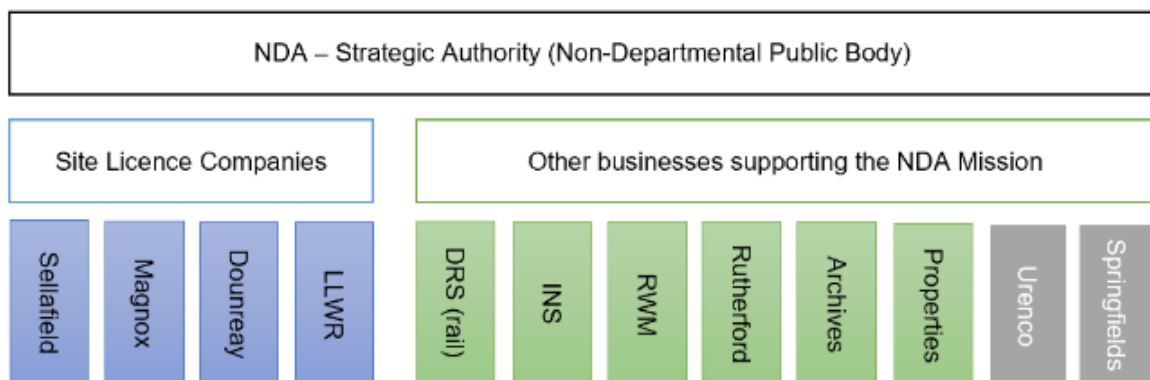 NDA – Strategic Authority (Non-Departmental Public Body)
Site Licence Companies
Other businesses supporting the NDA Mission
Sellafield
Magnox
Dounreay
LLWR
DRS (rail)
INS
RWM
Rutherford
Archives
Properties
Urenco
Springfields